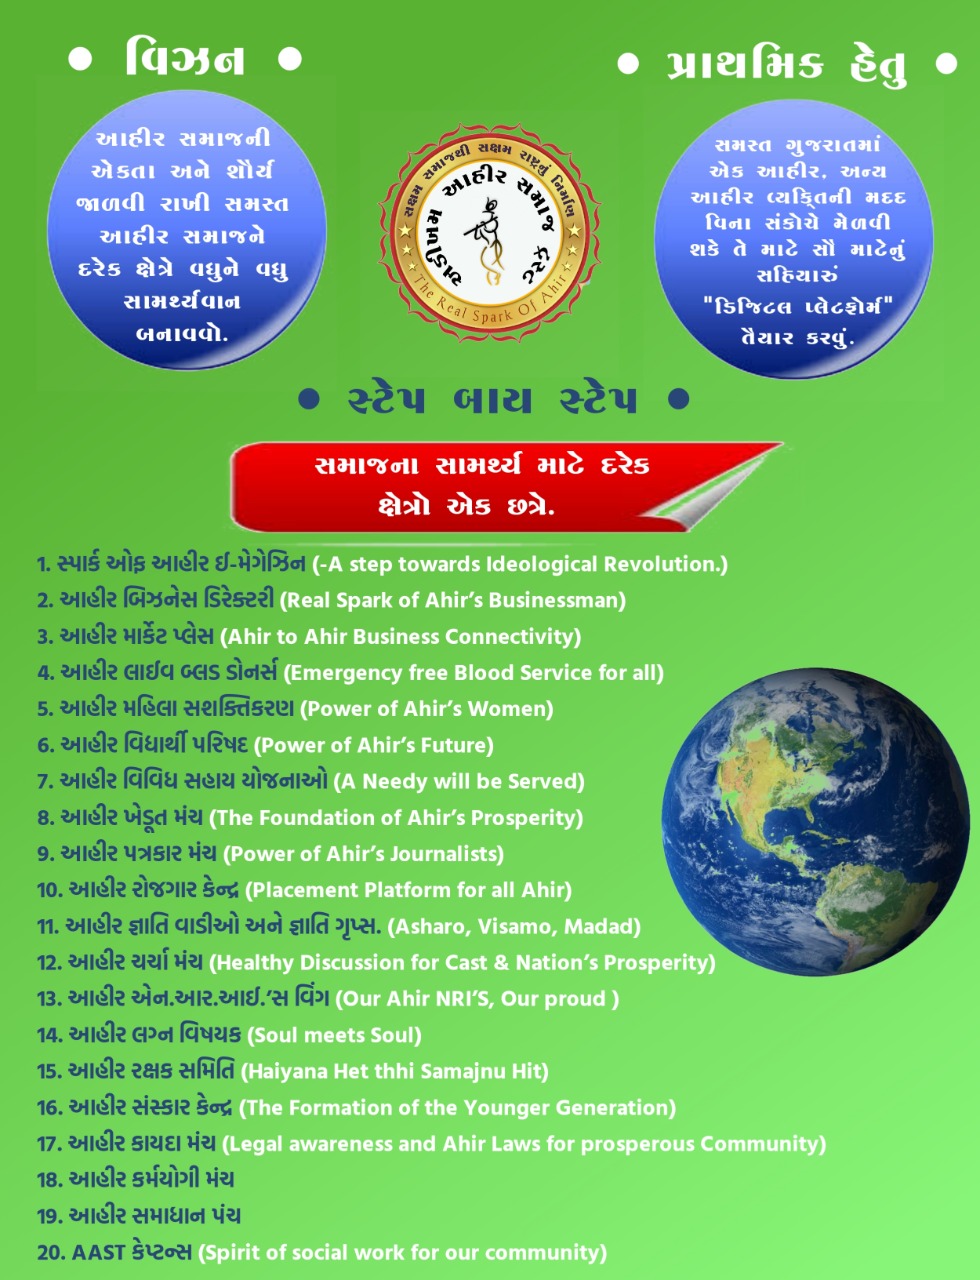 • વિઝન •
આહીર સમાજની
એકતા અને શૌર્ય
જાળવી રાખી સમસ્ત
આહીર સમાજને
દરેક ક્ષેત્રે વધુને વધુ
સામર્થ્યવાન
બનાવવો.
સક્ષમ સમાજથી સક્ષમ રાષ્ટ્રનું નિર્માણ
અડીખમ આહીર સમાજ ટ્રસ્ટ
The Real Spark Of Ahir
• પ્રાથમિક હેતુ •
સમસ્ત ગુજરાતમાં
એક આહીર, અન્ય
આહીર વ્યકિ્તની મદદ
વિના સંકોચે મેળવી
શકે તે માટે સૌ માટેનું
સહિયારું
"ડિજિટલ પ્લેટફોર્મ"
તૈયાર કરવું.
• સ્ટેપ બાય સ્ટેપ •
સમાજના સામર્થ્ય માટે દરેક
ક્ષેત્રો એક છત્રે.
1. સ્પાર્ક ઓફ આહીર ઈ-મેગેઝિન (-A step towards Ideological Revolution.)
2. આહીર બિઝનેસ ડિરેક્ટરી (Real Spark of Ahir’s Businessman)
3. આહીર માર્કેટ પ્લેસ (Ahir to Ahir Business Connectivity)
4. આહીર લાઈવ બ્લડ ડોનર્સ (Emergency free Blood Service for all)
5. આહીર મહિલા સશક્તિકરણ (Power of Ahir’s Women)
6. આહીર વિદ્યાર્થી પરિષદ (Power of Ahir’s Future)
7. આહીર વિવિધ સહાય યોજનાઓ (A Needy will be Served)
8. આહીર ખેડૂત મંચ (The Foundation of Ahir’s Prosperity)
9. આહીર પત્રકાર મંચ (Power of Ahir’s Journalists)
10. આહીર રોજગાર કેન્દ્ર (Placement Platform for all Ahir)
11. આહીર જ્ઞાતિ વાડીઓ અને જ્ઞાતિ ગૃપ્સ. (Asharo, Visamo, Madad)
12. આહીર ચર્ચા મંચ (Healthy Discussion for Cast & Nation’s Prosperity)
13. આહીર એન.આર.આઈ.‘સ વિંગ (Our Ahir NRI’S, Our proud )
14. આહીર લગ્ન વિષયક (Soul meets Soul)
15. આહીર રક્ષક સમિતિ (Haiyana Het thhi Samajnu Hit)
16. આહીર સંસ્કાર કેન્દ્ર (The Formation of the Younger Generation)
17. આહીર કાયદા મંચ (Legal awareness and Ahir Laws for prosperous Community)
18. આહીર કર્મયોગી મંચ
19. આહીર સમાધાન પંચ
20. AAST કેપ્ટન્સ (Spirit of social work for our community)